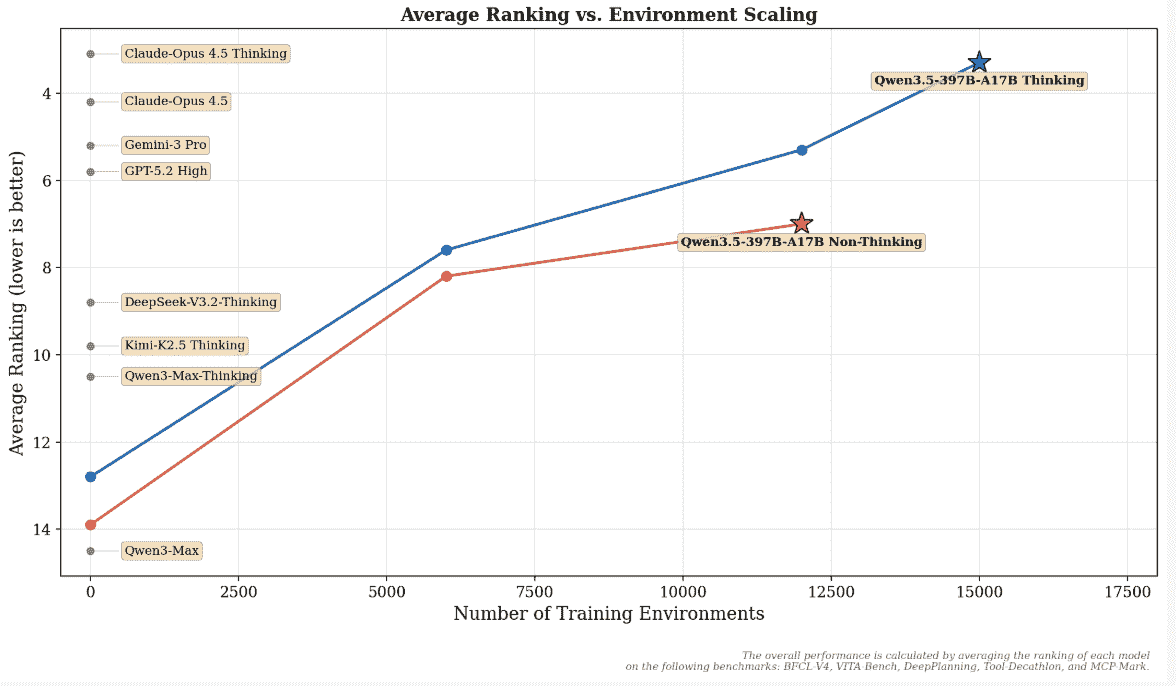 Average Ranking vs. Environment Scaling
Average Ranking (lower is better)
4
6
8
10
12
14
Claude-Opus 4.5 Thinking
Claude-Opus 4.5
Gemini-3 Pro
GPT-5.2 High
DeepSeek-V3.2-Thinking
Kimi-K2.5 Thinking
Qwen3-Max-Thinking
Qwen3-Max
Qwen3.5-397B-A17B Thinking
Qwen3.5-397B-A17B Non-Thinking
0
2500
5000
7500
10000
12500
15000
17500
Number of Training Environments
The overall performance is calculated by averaging the ranking of each model
on the following benchmarks: BFCL-V4, VITA-Bench, DeepPlanning, Tool-Decathlon, and MCP-Mark.